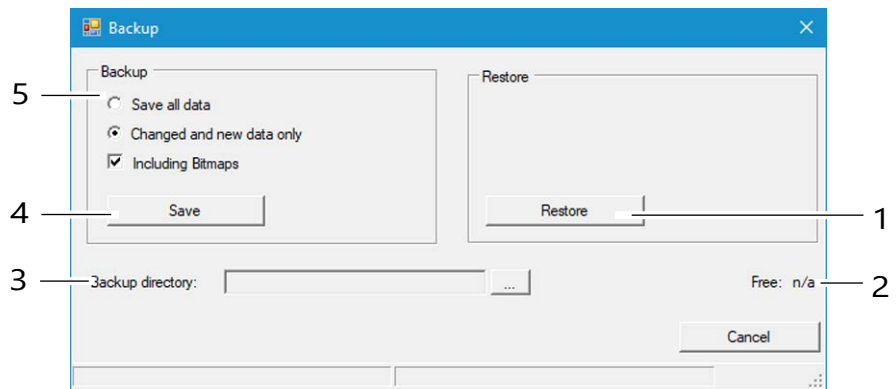 Backup
Backup
Restore
5
Save all data
Changed and new data only
Including Bitmaps
4
Save
Restore
1
3
Backup directory:
...
Free: n/a
2
Cancel